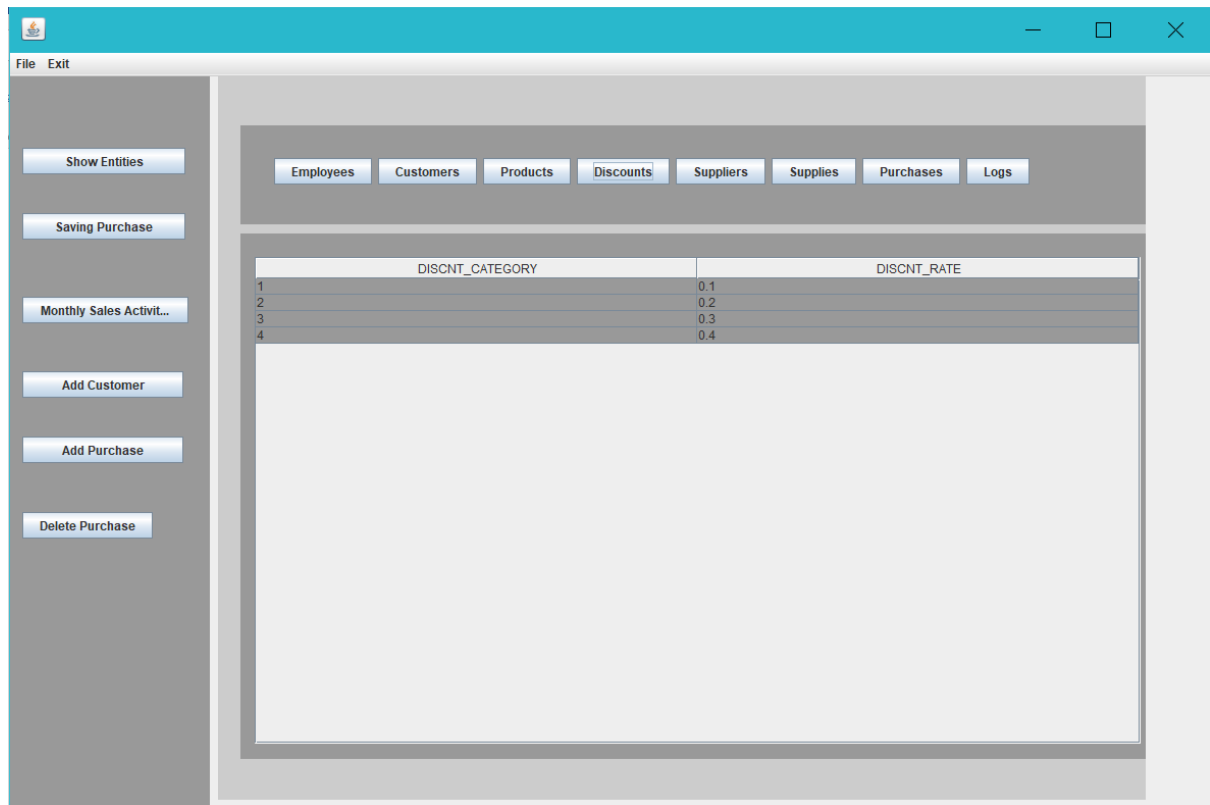 File Exit
Show Entities
Saving Purchase
Monthly Sales Activit...
Add Customer
Add Purchase
Delete Purchase
Employees Customers Products Discounts Suppliers Supplies Purchases Logs
DISCNT_CATEGORY DISCNT_RATE
1 0.1
2 0.2
3 0.3
4 0.4